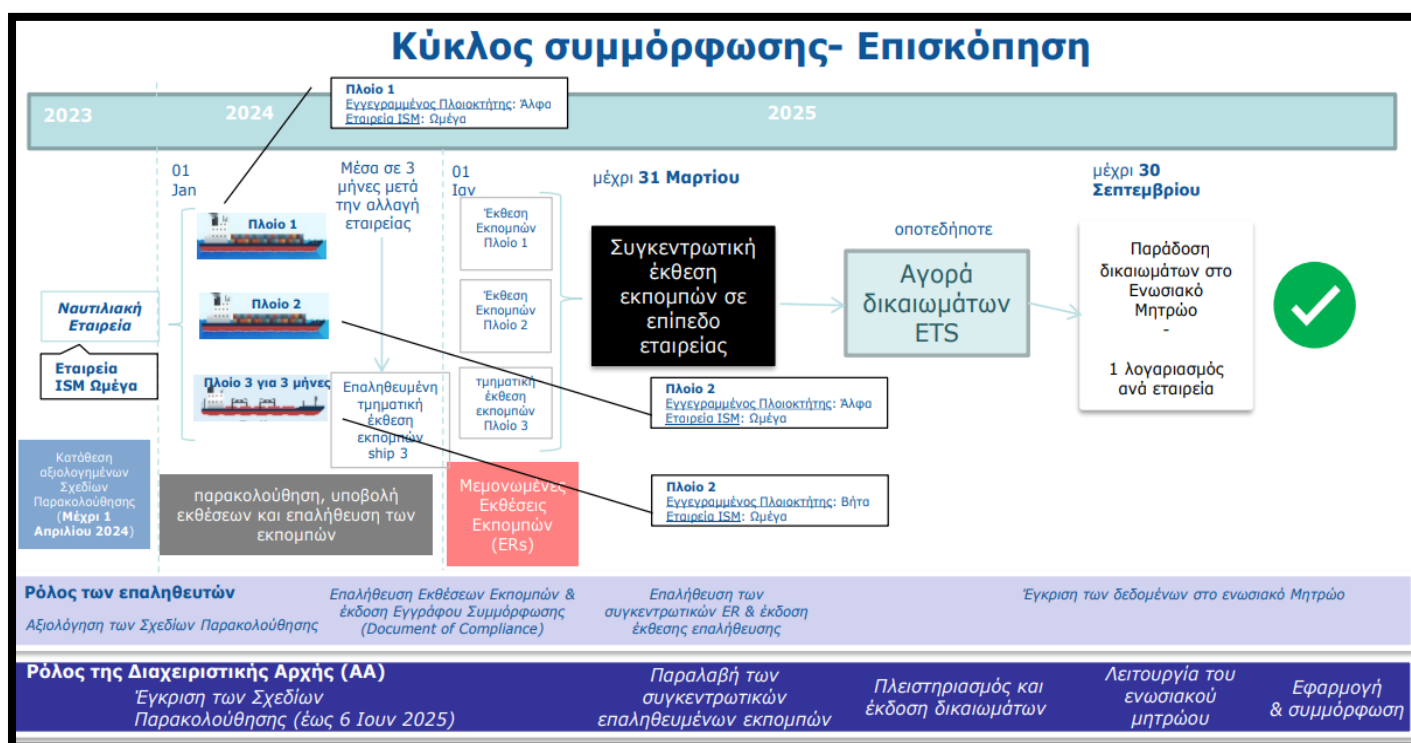 Κύκλος συμμόρφωσης- Επισκόπηση
2023
2024
2025
Πλοίο 1
Εγγεγραμμένος Πλοιοκτήτης: Άλφα
Εταιρεία ISM: Ωμέγα
01
Jan
Μέσα σε 3
μήνες μετά
την αλλαγή
εταιρείας
01
Ιαν
μέχρι 31 Μαρτίου
μέχρι 30
Σεπτεμβρίου
Πλοίο 1
Πλοίο 2
Πλοίο 3 για 3 μήνες
Ναυτιλιακή
Εταιρεία
Εταιρεία
ISM Ωμέγα
Επαληθευμένη
τμηματική
έκθεση
εκπομπών
ship 3
Έκθεση
Εκπομπών
Πλοίο 1
Έκθεση
Εκπομπών
Πλοίο 2
τμηματική
έκθεση
εκπομπών
Πλοίο 3
Συγκεντρωτική
έκθεση
εκπομπών σε
επίπεδο
εταιρείας
οποτεδήποτε
Αγορά
δικαιωμάτων
ETS
Παράδοση
δικαιωμάτων στο
Ενωσιακό
Μητρώο
-
1 λογαριασμός
ανά εταιρεία
Πλοίο 2
Εγγεγραμμένος Πλοιοκτήτης: Άλφα
Εταιρεία ISM: Ωμέγα
Πλοίο 2
Εγγεγραμμένος Πλοιοκτήτης: Βήτα
Εταιρεία ISM: Ωμέγα
Κατάθεση
αξιολογημένων
Σχεδίων
Παρακολούθησης
(Μέχρι 1
Απριλίου 2024)
παρακολούθηση, υποβολή
εκθέσεων και επαλήθευση των
εκπομπών
Μεμονωμένες
Εκθέσεις
Εκπομπών
(ERs)
Ρόλος των επαληθευτών
Αξιολόγηση των Σχεδίων Παρακολούθησης
Επαλήθευση Εκθέσεων Εκπομπών &
έκδοση Εγγράφου Συμμόρφωσης
(Document of Compliance)
Επαλήθευση των
συγκεντρωτικών ER & έκδοση
έκθεσης επαλήθευσης
Έγκριση των δεδομένων στο ενωσιακό Μητρώο
Ρόλος της Διαχειριστικής Αρχής (ΑΑ)
Έγκριση των Σχεδίων
Παρακολούθησης (έως 6 Ιουν 2025)
Παραλαβή των
συγκεντρωτικών
επαληθευμένων εκπομπών
Πλειστηριασμός και
έκδοση δικαιωμάτων
Λειτουργία του
ενωσιακού
μητρώου
Εφαρμογή
& συμμόρφωση